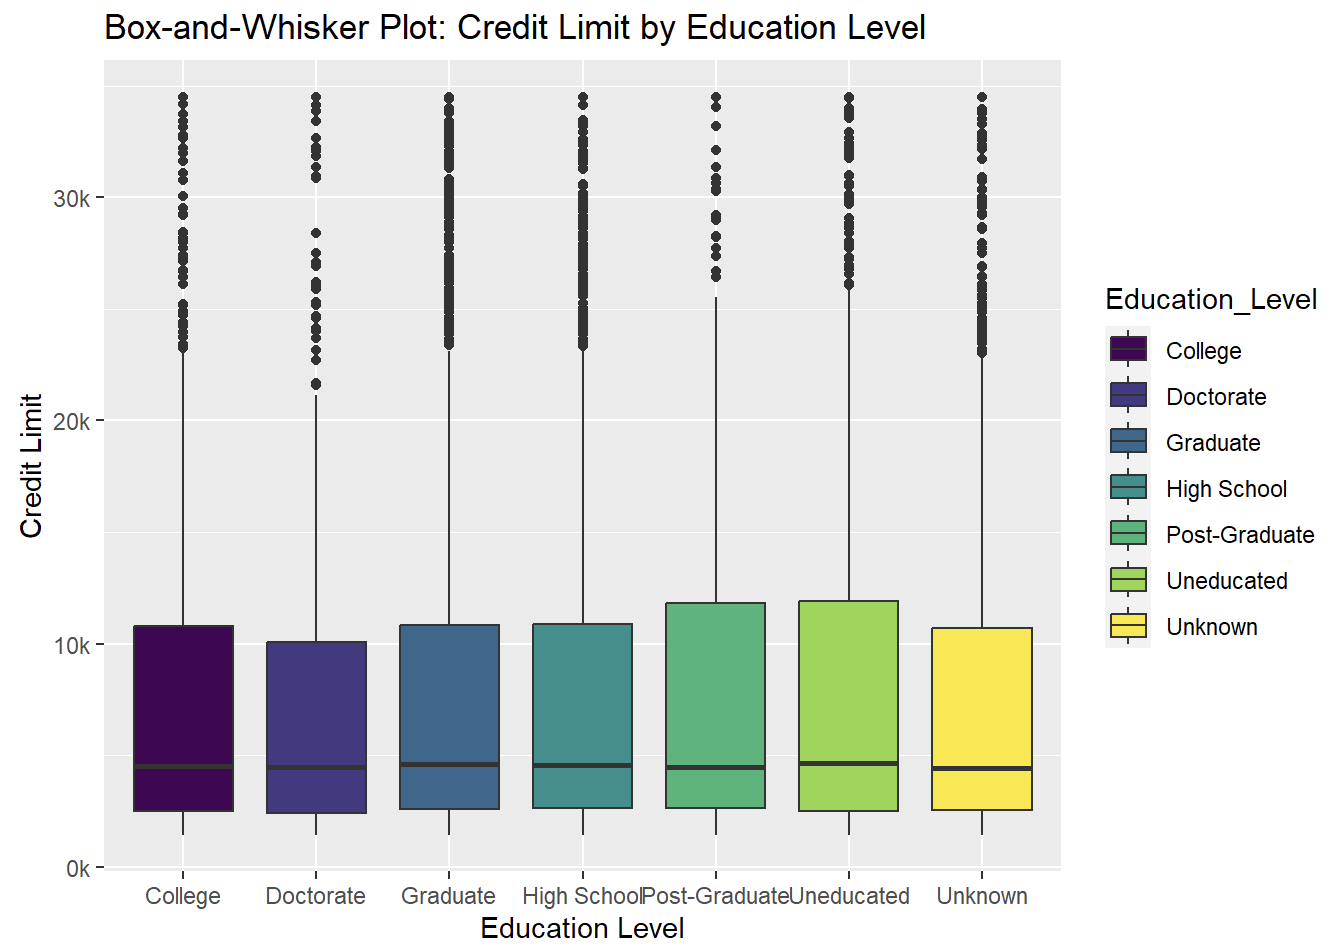 Box-and-Whisker Plot: Credit Limit by Education Level
30k
20k
10k
0k
Credit Limit
College
Doctorate
Graduate
High School
Post-Graduate
Uneducated
Unknown
Education Level
Education_Level
College
Doctorate
Graduate
High School
Post-Graduate
Uneducated
Unknown